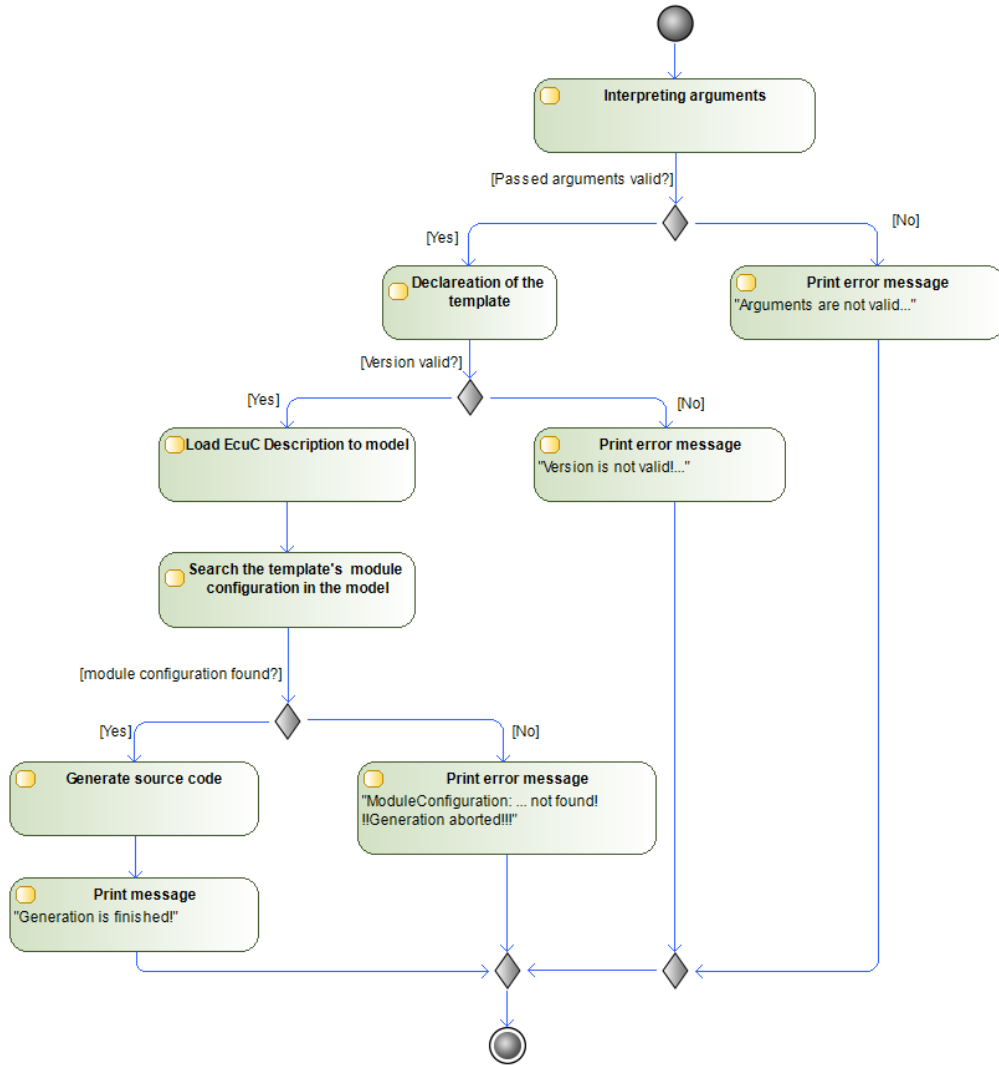 Interpreting arguments
[Passed arguments valid?]
[Yes]
[No]
Declareation of the
template
Print error message
"Arguments are not valid..."
[Version valid?]
[Yes]
[No]
Load EcuC Description to model
Print error message
"Version is not valid!..."
Search the template's module
configuration in the model
[module configuration found?]
[Yes]
[No]
Generate source code
Print error message
"ModuleConfiguration: ... not found!
!!Generation aborted!!!"
Print message
"Generation is finished!"